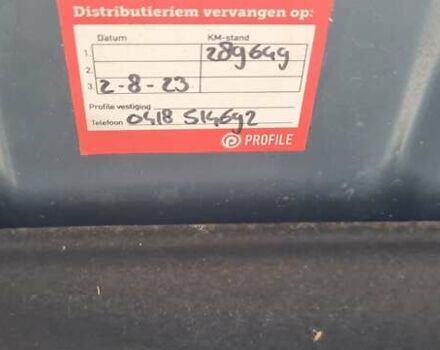 Distributieriem vervangen op:
Datum KM-stand
1. 289649
2.
3. 2-8-23
Profile vestiging
Telefoon 0418 514692
PROFILE